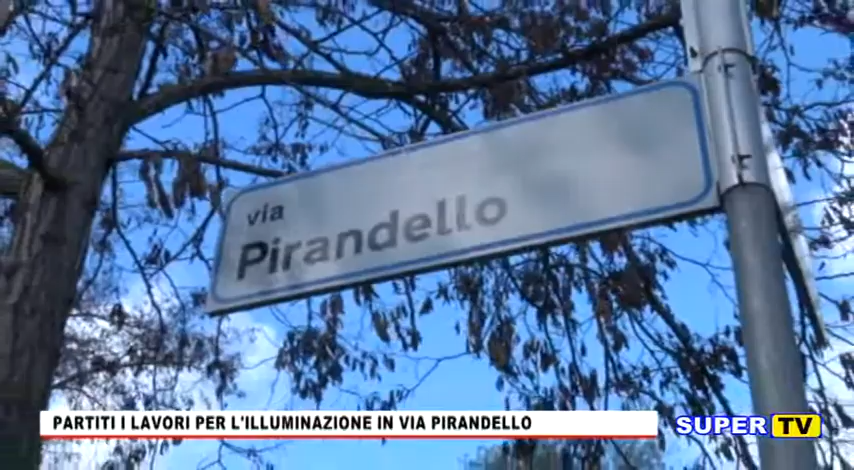 via
Pirandello
PARTITI I LAVORI PER L'ILLUMINAZIONE IN VIA PIRANDELLO
SUPER TV